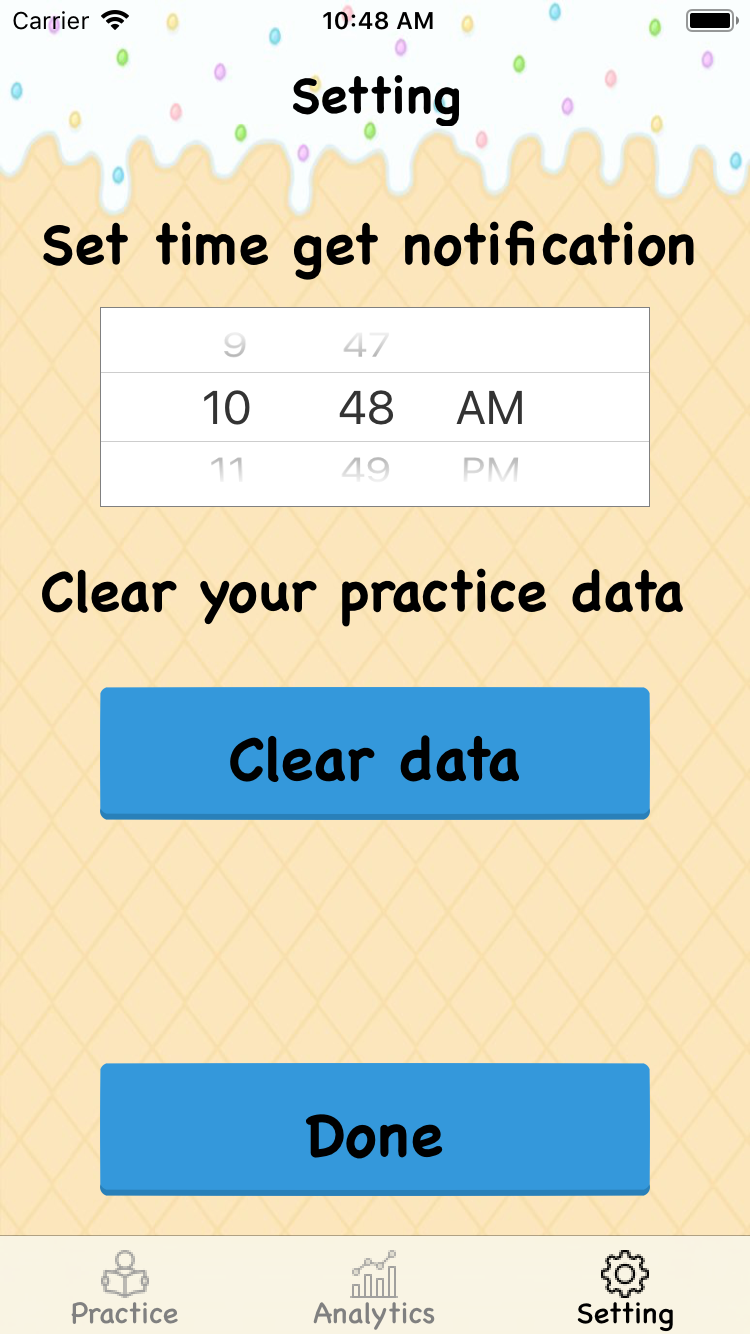 Carrier 10:48 AM
Setting
Set time get notification
9 47
10 48 AM
11 49 PM
Clear your practice data
Clear data
Done
Practice Analytics Setting